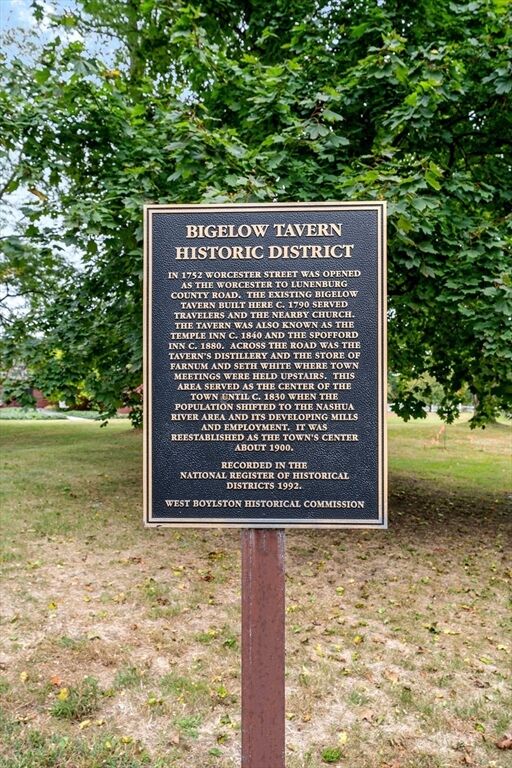 BIGELOW TAVERN
HISTORIC DISTRICT
IN 1752 WORCESTER STREET WAS OPENED
AS THE WORCESTER TO LUNENBURG
COUNTY ROAD. THE EXISTING BIGELOW
TAVERN BUILT HERE C. 1790 SERVED
TRAVELERS AND THE NEARBY CHURCH.
THE TAVERN WAS ALSO KNOWN AS THE
TEMPLE INN C. 1840 AND THE SPOFFORD
INN C. 1880. ACROSS THE ROAD WAS THE
TAVERN'S DISTILLERY AND THE STORE OF
FARNUM AND SETH WHITE WHERE TOWN
MEETINGS WERE HELD UPSTAIRS. THIS
AREA SERVED AS THE CENTER OF THE
TOWN UNTIL C. 1830 WHEN THE
POPULATION SHIFTED TO THE NASHUA
RIVER AREA AND ITS DEVELOPING MILLS
AND EMPLOYMENT. IT WAS
REESTABLISHED AS THE TOWN'S CENTER
ABOUT 1900.
RECORDED IN THE
NATIONAL REGISTER OF HISTORICAL
DISTRICTS 1992.
WEST BOYLSTON HISTORICAL COMMISSION